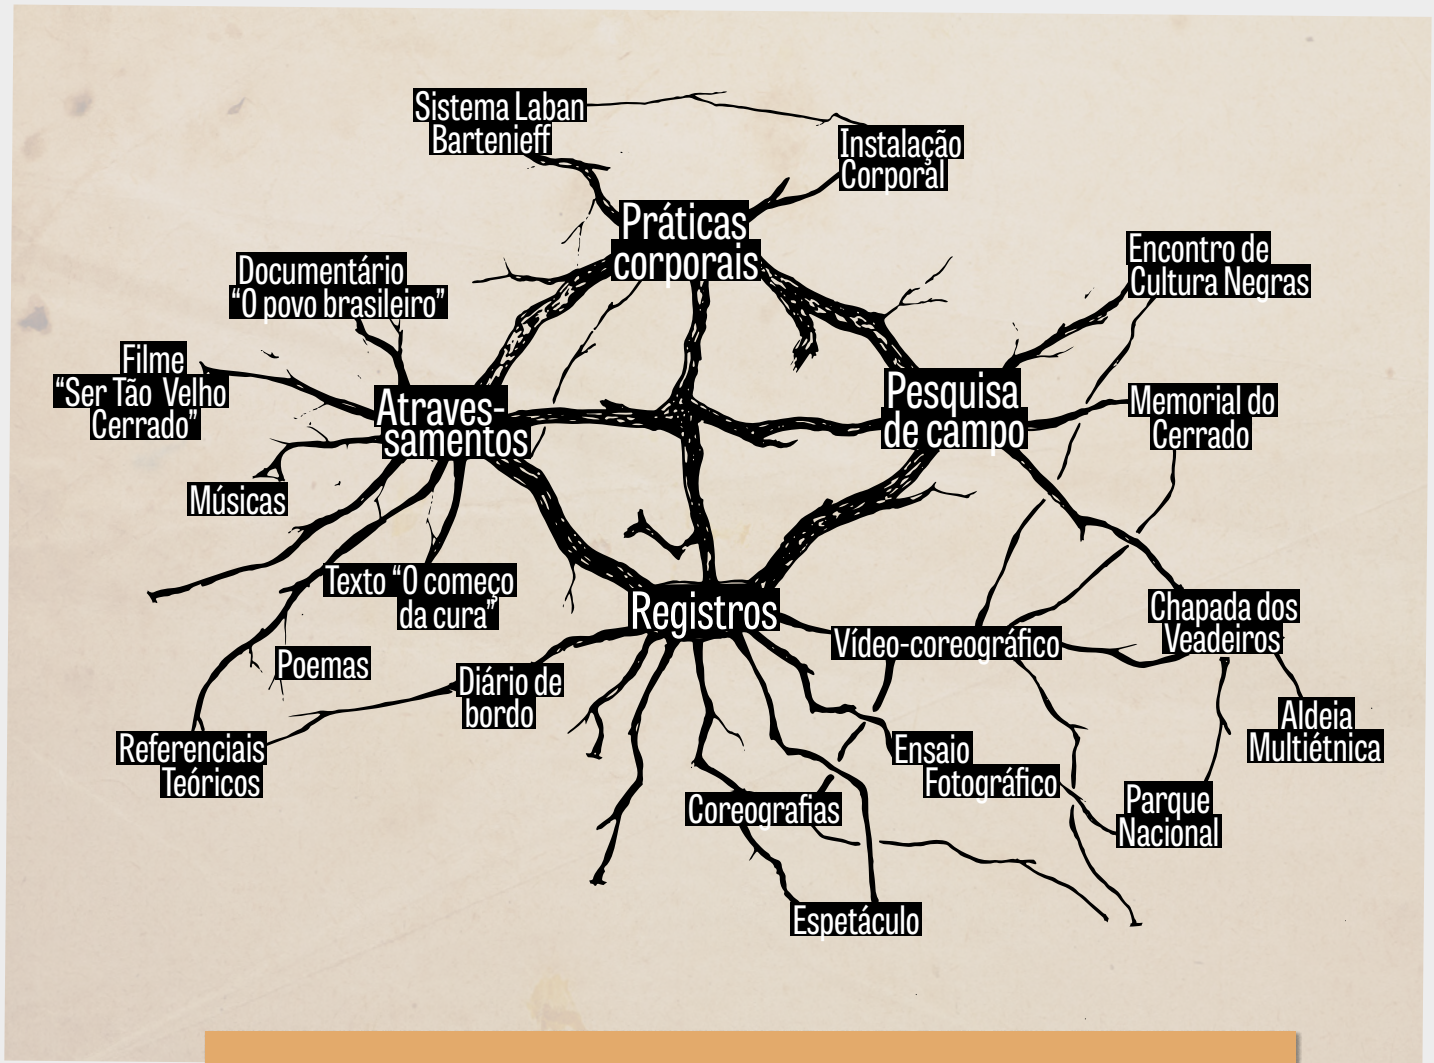 Sistema Laban
Bartenieff
Instalação
Corporal
Práticas
corporais
Encontro de
Cultura Negras
Documentário
“O povo brasileiro”
Filme
“Ser Tão Velho
Cerrado”
Atraves-
samentos
Pesquisa
de campo
Memorial do
Cerrado
Músicas
Texto “O começo
da cura”
Registros
Chapada dos
Veadeiros
Vídeo-coreográfico
Poemas
Diário de
bordo
Aldeia
Multiétnica
Referenciais
Teóricos
Ensaio
Fotográfico
Parque
Nacional
Coreografias
Espetáculo